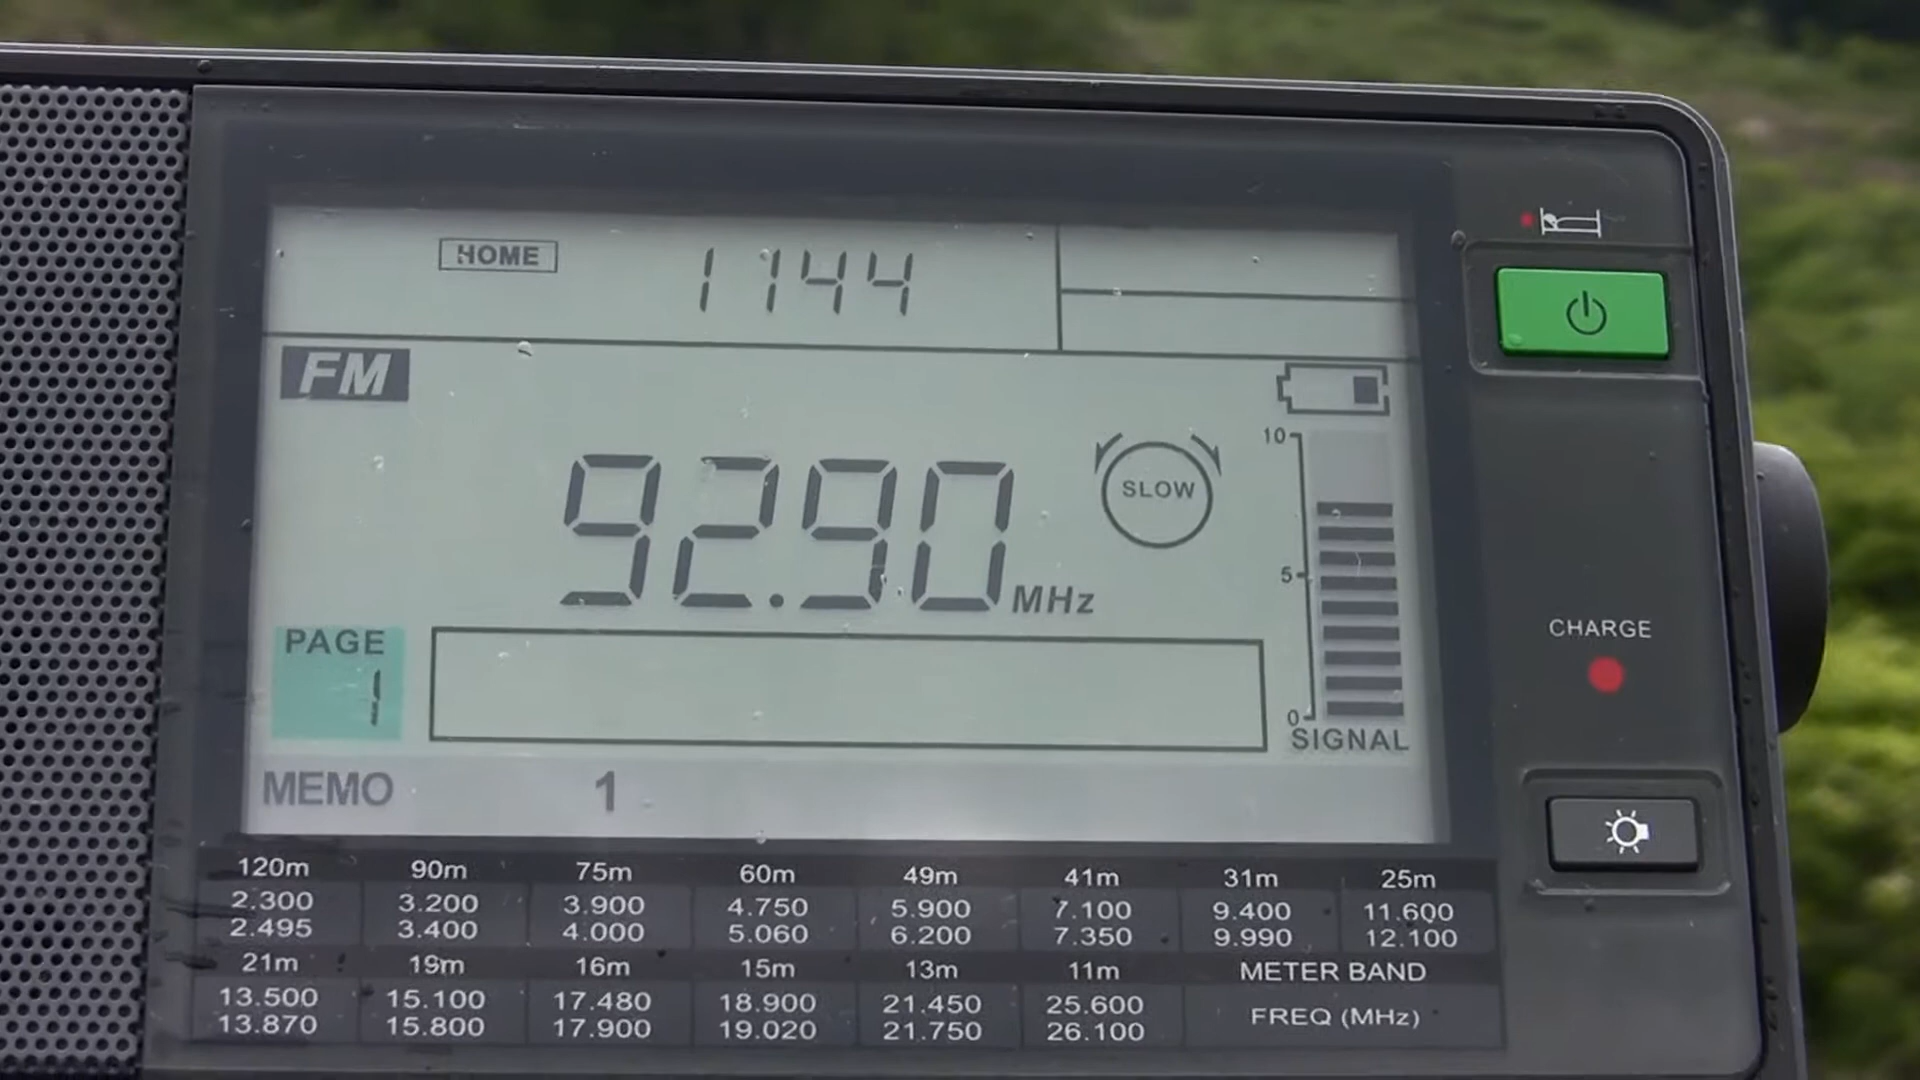 HOME 1144
FM
10
92.90 MHz SLOW
5
PAGE
1
0
SIGNAL
MEMO 1
CHARGE
120m 90m 75m 60m 49m 41m 31m 25m
2.300 3.200 3.900 4.750 5.900 7.100 9.400 11.600
2.495 3.400 4.000 5.060 6.200 7.350 9.990 12.100
21m 19m 16m 15m 13m 11m METER BAND
13.500 15.100 17.480 18.900 21.450 25.600 FREQ (MHz)
13.870 15.800 17.900 19.020 21.750 26.100